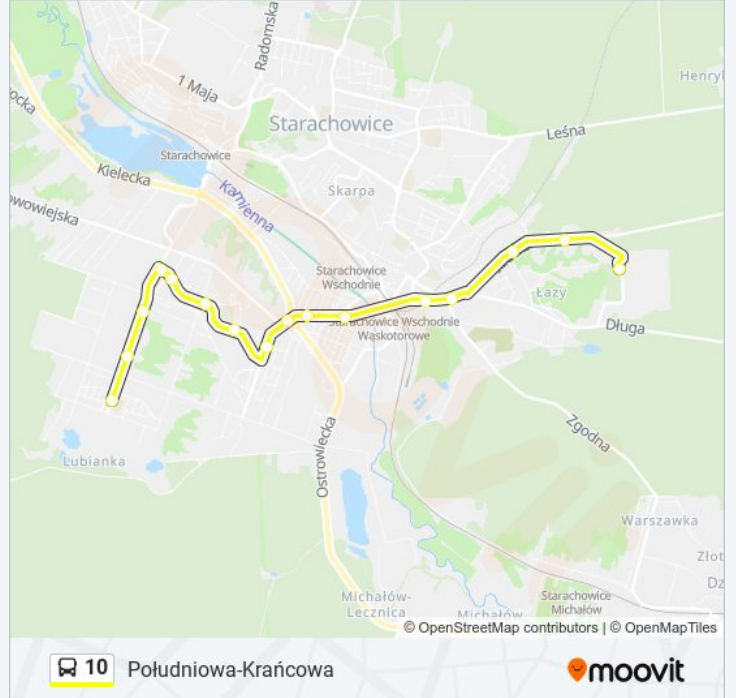 Radomska
Henryk
1 Maja
ocka
Starachowice
Leśna
Starachowice
Kielecka
Skarpa
Kamienna
owowiejska
Starachowice
Wschodnie
Łazy
Starachowice Wschodnie
Wąskotorowe
Długa
Zgodna
Ostrowiecka
Lubianka
Warszawka
Złot
Dz
Michałów-
Lecznica
Starachowice
Michałów
Michałów
© OpenStreetMap contributors | © OpenMapTiles
10 Południowa-Krańcowa
moovit